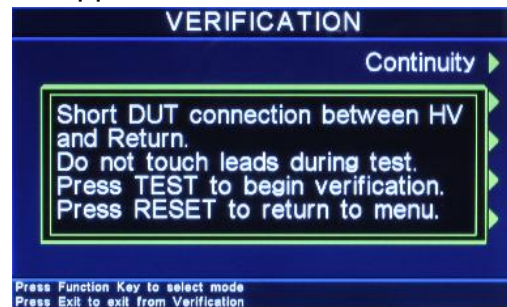 VERIFICATION
Continuity
Short DUT connection between HV
and Return.
Do not touch leads during test.
Press TEST to begin verification.
Press RESET to return to menu.
Press Function Key to select mode
Press Exit to exit from Verification